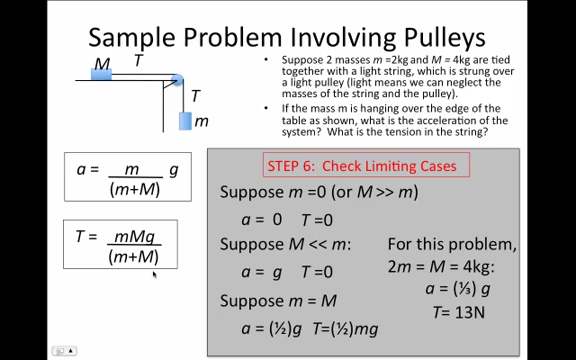 Sample Problem Involving Pulleys
M T
T
m
• Suppose 2 masses m =2kg and M = 4kg are tied
together with a light string, which is strung over
a light pulley (light means we can neglect the
masses of the string and the pulley).
• If the mass m is hanging over the edge of the
table as shown, what is the acceleration of the
system? What is the tension in the string?
a = m g
(m+M)
T = mMg
(m+M)
STEP 6: Check Limiting Cases
Suppose m =0 (or M >> m)
a = 0 T =0
Suppose M << m:
a = g T =0
Suppose m = M
a = (½)g T=(½)mg
For this problem,
2m = M = 4kg:
a = (⅓) g
T= 13N